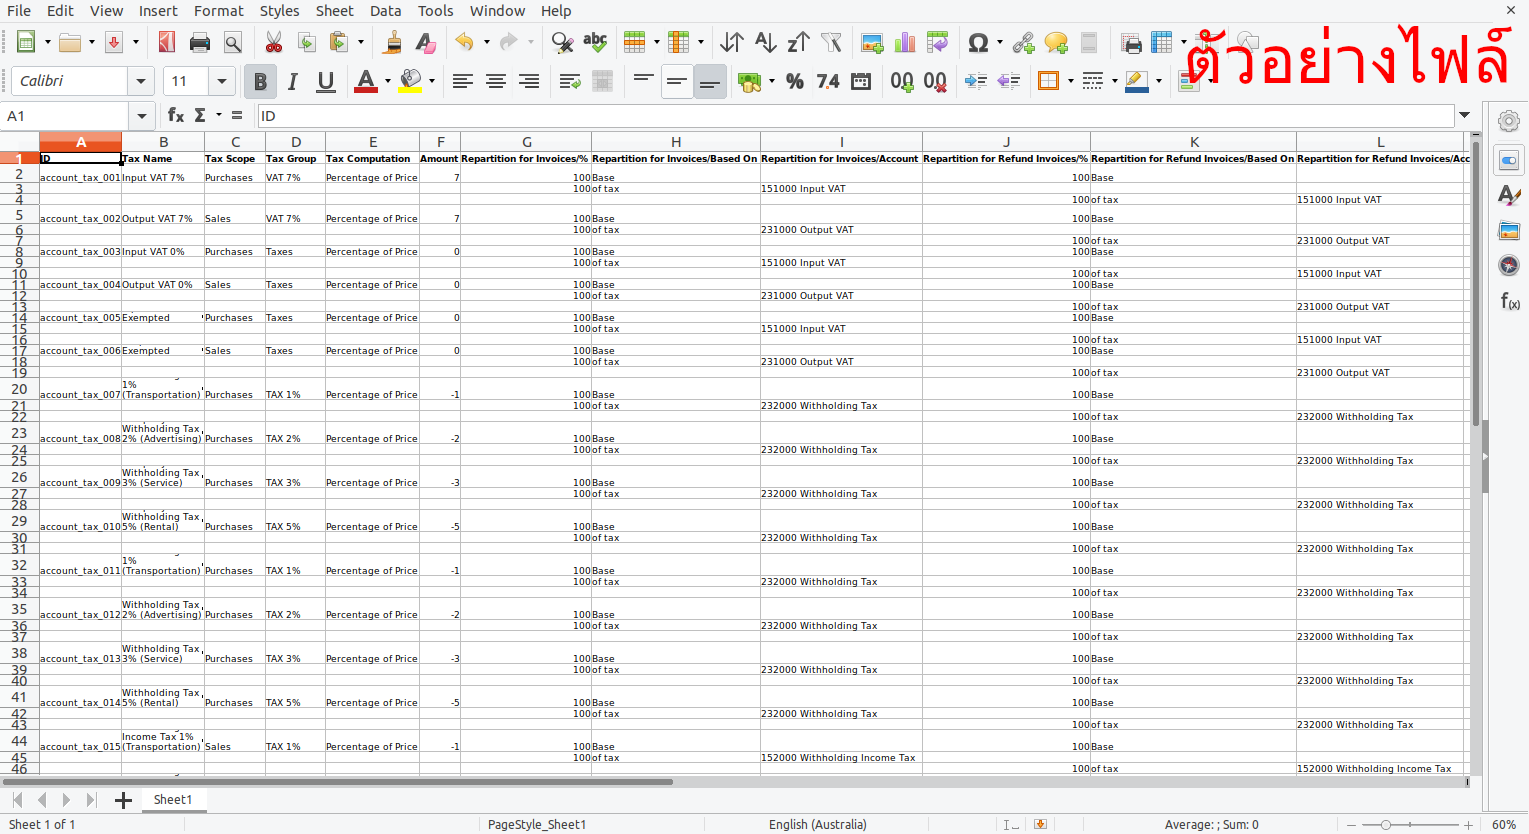 File Edit View Insert Format Styles Sheet Data Tools Window Help
ตัวอย่างไฟล์
Calibri 11
A1 ID
A B C D E F G H I J K L
1 ID Tax Name Tax Scope Tax Group Tax Computation Amount Repartition for Invoices/% Repartition for Invoices/Based On Repartition for Invoices/Account Repartition for Refund Invoices/% Repartition for Refund Invoices/Based On Repartition for Refund Invoices/Acc
2 account_tax_001 Input VAT 7% Purchases VAT 7% Percentage of Price 7 100 Base 100 Base
3 100 of tax 151000 Input VAT
4 100 of tax 151000 Input VAT
5 account_tax_002 Output VAT 7% Sales VAT 7% Percentage of Price 7 100 Base 100 Base
6 100 of tax 231000 Output VAT
7 100 of tax 231000 Output VAT
8 account_tax_003 Input VAT 0% Purchases Taxes Percentage of Price 0 100 Base 100 Base
9 100 of tax 151000 Input VAT
10 100 of tax 151000 Input VAT
11 account_tax_004 Output VAT 0% Sales Taxes Percentage of Price 0 100 Base 100 Base
12 100 of tax 231000 Output VAT
13 100 of tax 231000 Output VAT
14 account_tax_005 Exempted Purchases Taxes Percentage of Price 0 100 Base 100 Base
15 100 of tax 151000 Input VAT
16 100 of tax 151000 Input VAT
17 account_tax_006 Exempted Sales Taxes Percentage of Price 0 100 Base 100 Base
18 100 of tax 231000 Output VAT
19 100 of tax 231000 Output VAT
1%
20 account_tax_007 (Transportation) Purchases TAX 1% Percentage of Price -1 100 Base 100 Base
21 100 of tax 232000 Withholding Tax
22 100 of tax 232000 Withholding Tax
Withholding Tax
23 account_tax_008 2% (Advertising) Purchases TAX 2% Percentage of Price -2 100 Base 100 Base
24 100 of tax 232000 Withholding Tax
25 100 of tax 232000 Withholding Tax
Withholding Tax
26 account_tax_009 3% (Service) Purchases TAX 3% Percentage of Price -3 100 Base 100 Base
27 100 of tax 232000 Withholding Tax
28 100 of tax 232000 Withholding Tax
Withholding Tax
29 account_tax_010 5% (Rental) Purchases TAX 5% Percentage of Price -5 100 Base 100 Base
30 100 of tax 232000 Withholding Tax
31 100 of tax 232000 Withholding Tax
1%
32 account_tax_011 (Transportation) Purchases TAX 1% Percentage of Price -1 100 Base 100 Base
33 100 of tax 232000 Withholding Tax
34 100 of tax 232000 Withholding Tax
Withholding Tax
35 account_tax_012 2% (Advertising) Purchases TAX 2% Percentage of Price -2 100 Base 100 Base
36 100 of tax 232000 Withholding Tax
37 100 of tax 232000 Withholding Tax
Withholding Tax
38 account_tax_013 3% (Service) Purchases TAX 3% Percentage of Price -3 100 Base 100 Base
39 100 of tax 232000 Withholding Tax
40 100 of tax 232000 Withholding Tax
Withholding Tax
41 account_tax_014 5% (Rental) Purchases TAX 5% Percentage of Price -5 100 Base 100 Base
42 100 of tax 232000 Withholding Tax
43 100 of tax 232000 Withholding Tax
Income Tax 1%
44 account_tax_015 (Transportation) Sales TAX 1% Percentage of Price -1 100 Base 100 Base
45 100 of tax 152000 Withholding Income Tax
46 100 of tax 152000 Withholding Income Tax
Sheet1
Sheet 1 of 1 PageStyle_Sheet1 English (Australia) Average: ; Sum: 0 60%